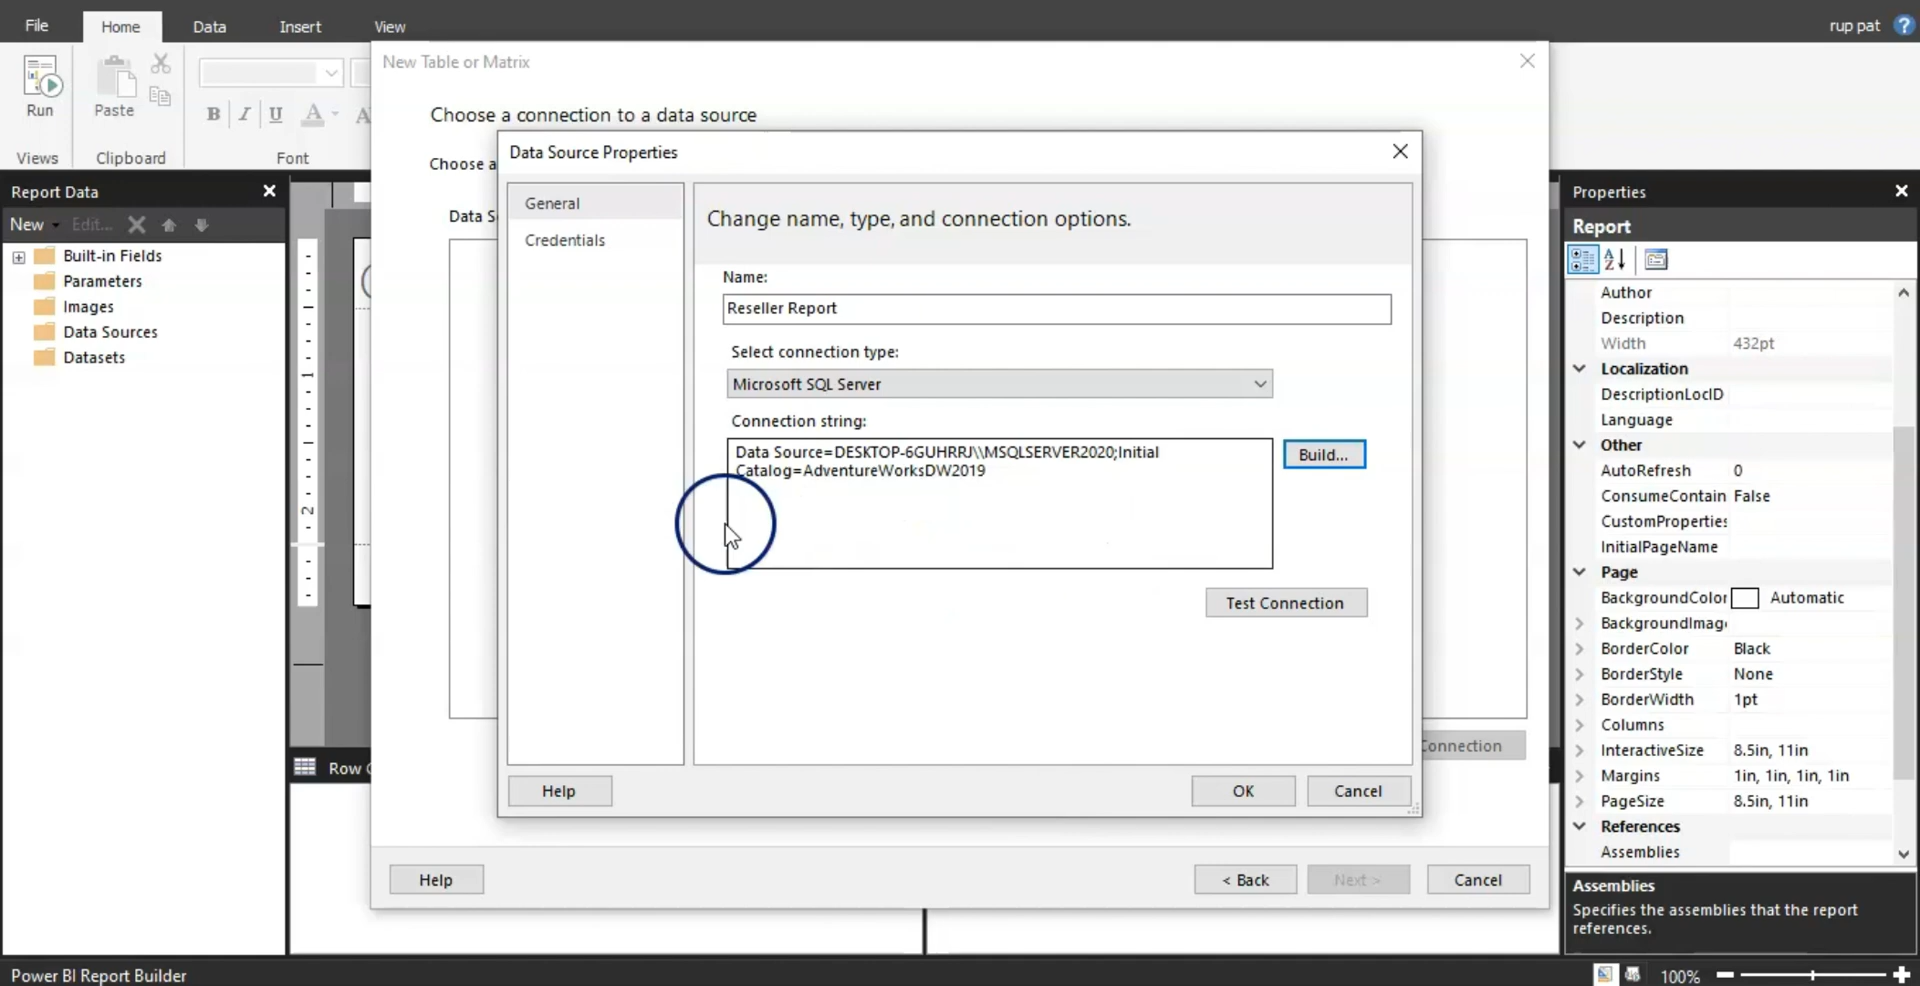 File Home Data Insert View rup pat ?
Run
Views
Paste
Clipboard
B I U A
Font
New Table or Matrix
Choose a connection to a data source
Choose a
Data S
Connection
Help < Back Next > Cancel
Data Source Properties
General
Credentials
Change name, type, and connection options.
Name:
Reseller Report
Select connection type:
Microsoft SQL Server
Connection string:
Data Source=DESKTOP-6GUHRRJ\\MSQLSERVER2020;Initial
Catalog=AdventureWorksDW2019
Build...
Test Connection
Help OK Cancel
Report Data
New Edit...
Built-in Fields
Parameters
Images
Data Sources
Datasets
1
2
Row
Properties
Report
A
Z
Author
Description
Width 432pt
Localization
DescriptionLocID
Language
Other
AutoRefresh 0
ConsumeContain False
CustomProperties
InitialPageName
Page
BackgroundColor Automatic
BackgroundImag
BorderColor Black
BorderStyle None
BorderWidth 1pt
Columns
InteractiveSize 8.5in, 11in
Margins 1in, 1in, 1in, 1in
PageSize 8.5in, 11in
References
Assemblies
Assemblies
Specifies the assemblies that the report
references.
Power BI Report Builder 100%